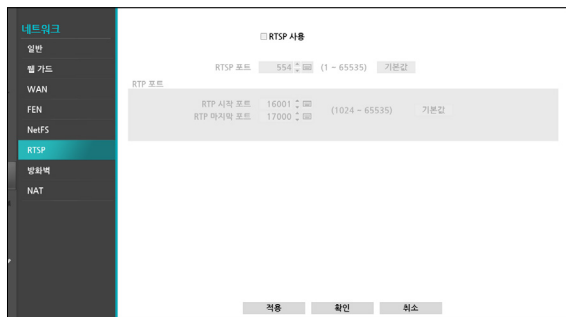 네트워크
일반
웹 가드
WAN
FEN
NetFS
RTSP
방화벽
NAT
RTSP 사용
RTSP 포트 554 (1 ~ 65535) 기본값
RTP 포트
RTP 시작 포트 16001
RTP 마지막 포트 17000
(1024 ~ 65535) 기본값
적용 확인 취소